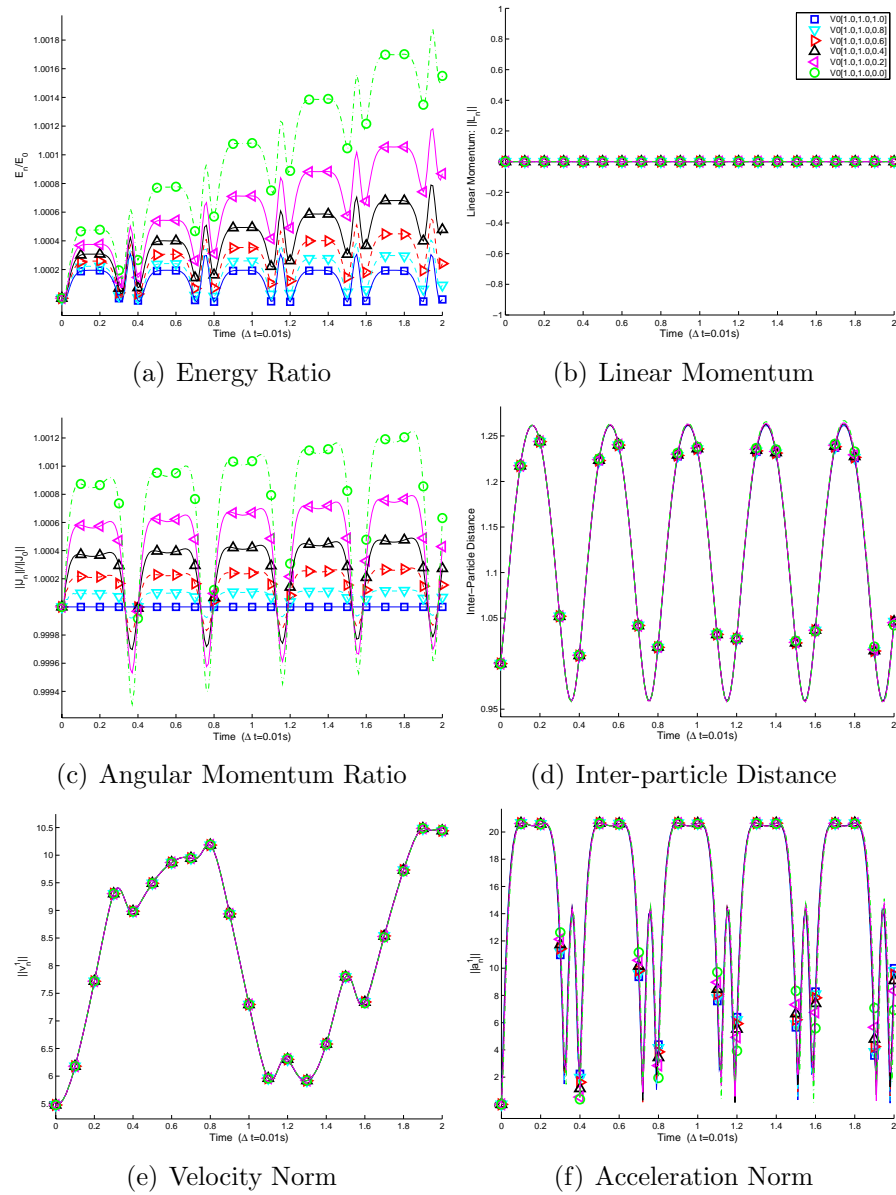 1.0018
1.0016
1.0014
1.0012
1.001
1.0008
1.0006
1.0004
1.0002
1
E_n/E_0
0 0.2 0.4 0.6 0.8 1 1.2 1.4 1.6 1.8 2
Time (Δ t=0.01s)
(a) Energy Ratio
V0[1.0,1.0,1.0]
V0[1.0,1.0,0.8]
V0[1.0,1.0,0.6]
V0[1.0,1.0,0.4]
V0[1.0,1.0,0.2]
V0[1.0,1.0,0.0]
1
0.8
0.6
0.4
0.2
0
−0.2
−0.4
−0.6
−0.8
−1
Linear Momentum: ||L_n||
0 0.2 0.4 0.6 0.8 1 1.2 1.4 1.6 1.8 2
Time (Δ t=0.01s)
(b) Linear Momentum
1.0012
1.001
1.0008
1.0006
1.0004
1.0002
1
0.9998
0.9996
0.9994
||J_n||/||J_0||
0 0.2 0.4 0.6 0.8 1 1.2 1.4 1.6 1.8 2
Time (Δ t=0.01s)
(c) Angular Momentum Ratio
1.25
1.2
1.15
1.1
1.05
1
0.95
Inter−Particle Distance
0 0.2 0.4 0.6 0.8 1 1.2 1.4 1.6 1.8 2
Time (Δ t=0.01s)
(d) Inter-particle Distance
10.5
10
9.5
9
8.5
8
7.5
7
6.5
6
5.5
||v_n^1||
0 0.2 0.4 0.6 0.8 1 1.2 1.4 1.6 1.8 2
Time (Δ t=0.01s)
(e) Velocity Norm
20
18
16
14
12
10
8
6
4
2
0
||a_n^1||
0 0.2 0.4 0.6 0.8 1 1.2 1.4 1.6 1.8 2
Time (Δ t=0.01s)
(f) Acceleration Norm